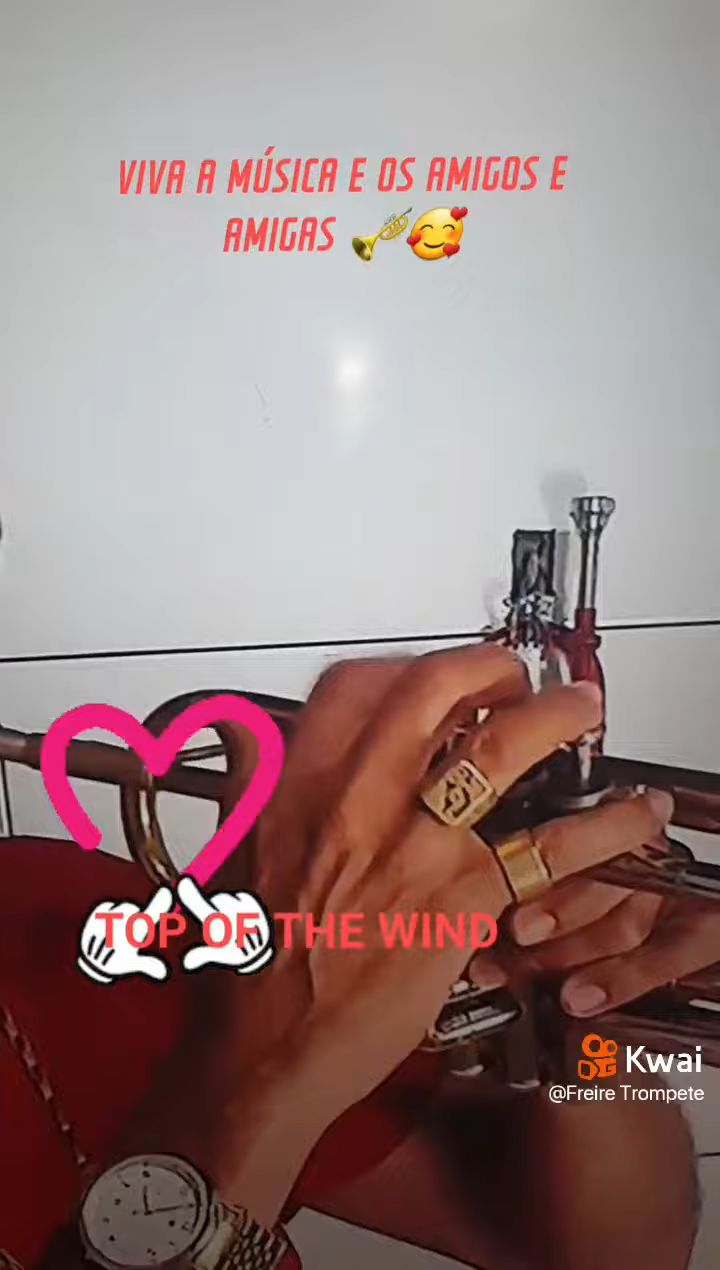 VIVA A MÚSICA E OS AMIGOS E
AMIGAS 🎺🥰
TOP OF THE WIND
Kwai
@Freire Trompete